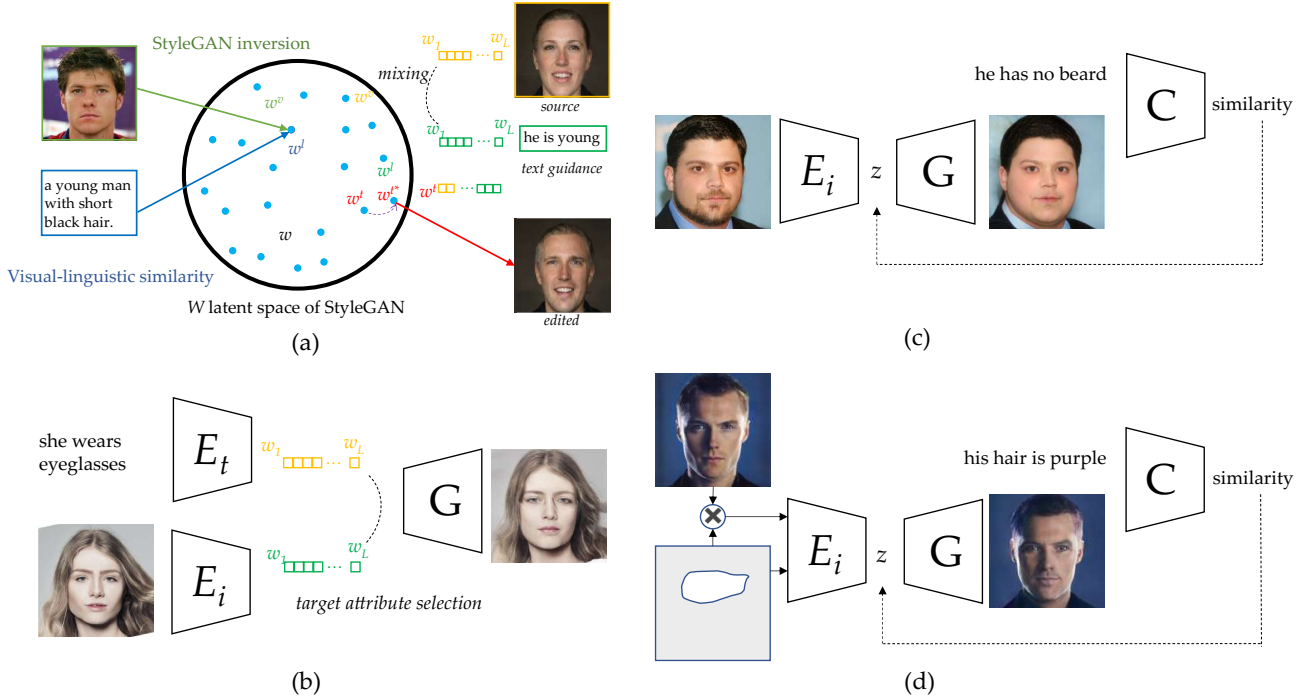 StyleGAN inversion
w^v
w^v
w^l
a young man
with short
black hair.
Visual-linguistic similarity
w^l
w^t
w^t*
w
W latent space of StyleGAN
w_1
w_L
mixing
source
w_1
w_L
he is young
text guidance
w^t
edited
(a)
she wears
eyeglasses
E_t
w_1
w_L
G
E_i
w_1
w_L
target attribute selection
(b)
he has no beard
C
similarity
E_i
z
G
(c)
his hair is purple
C
similarity
E_i
z
G
(d)